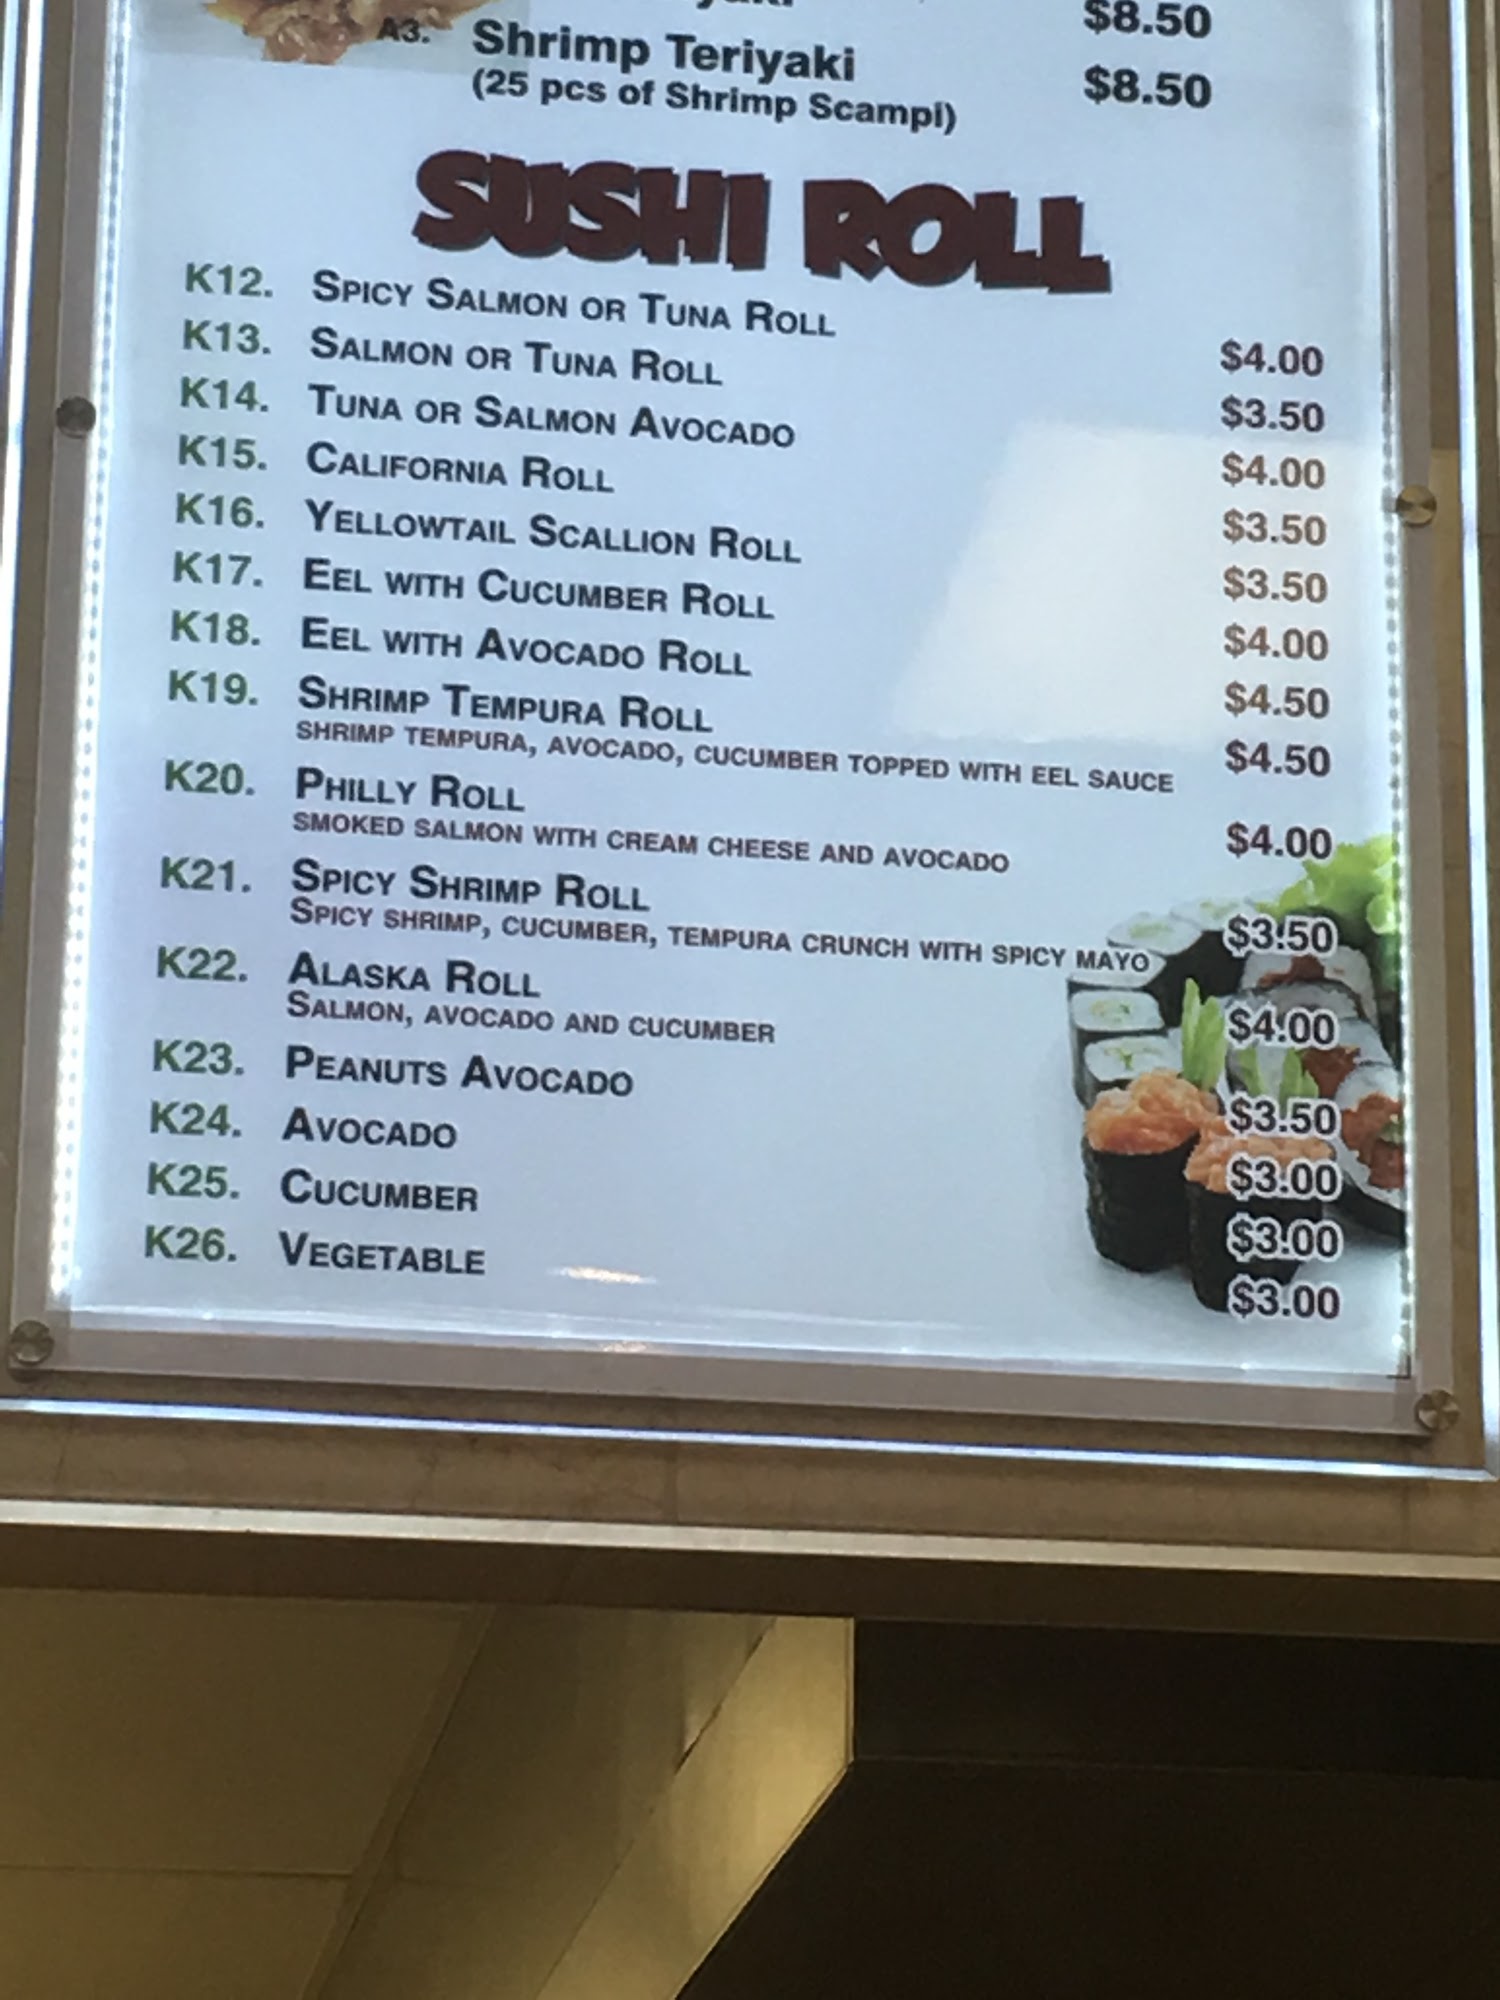 $8.50
A3. Shrimp Teriyaki $8.50
(25 pcs of Shrimp Scampi)
SUSHI ROLL
K12. SPICY SALMON OR TUNA ROLL $4.00
K13. SALMON OR TUNA ROLL $3.50
K14. TUNA OR SALMON AVOCADO $4.00
K15. CALIFORNIA ROLL $3.50
K16. YELLOWTAIL SCALLION ROLL $3.50
K17. EEL WITH CUCUMBER ROLL $4.00
K18. EEL WITH AVOCADO ROLL $4.50
K19. SHRIMP TEMPURA ROLL $4.50
SHRIMP TEMPURA, AVOCADO, CUCUMBER TOPPED WITH EEL SAUCE
K20. PHILLY ROLL $4.00
SMOKED SALMON WITH CREAM CHEESE AND AVOCADO
K21. SPICY SHRIMP ROLL $3.50
SPICY SHRIMP, CUCUMBER, TEMPURA CRUNCH WITH SPICY MAYO
K22. ALASKA ROLL $4.00
SALMON, AVOCADO AND CUCUMBER
K23. PEANUTS AVOCADO $3.50
K24. AVOCADO $3.00
K25. CUCUMBER $3.00
K26. VEGETABLE $3.00